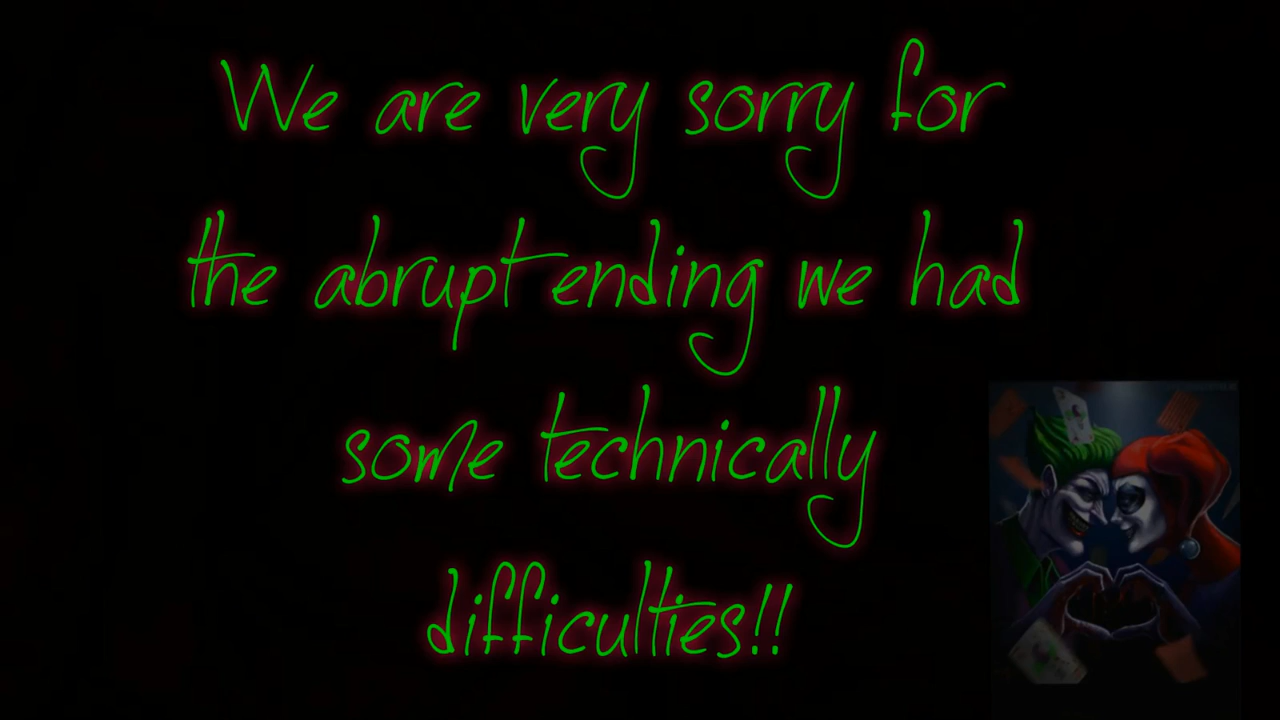 We are very sorry for
the abrupt ending we had
some technically
difficulties!!